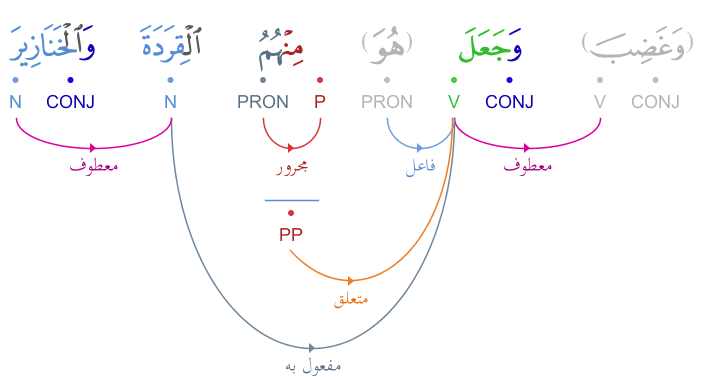 (وَغَضِبَ) وَجَعَلَ (هُوَ) مِنْهُمُ ٱلْقِرَدَةَ وَٱلْخَنَازِيرَ
CONJ V CONJ V PRON P PRON N CONJ N
معطوف فاعل مجرور معطوف
PP
متعلق
مفعول به